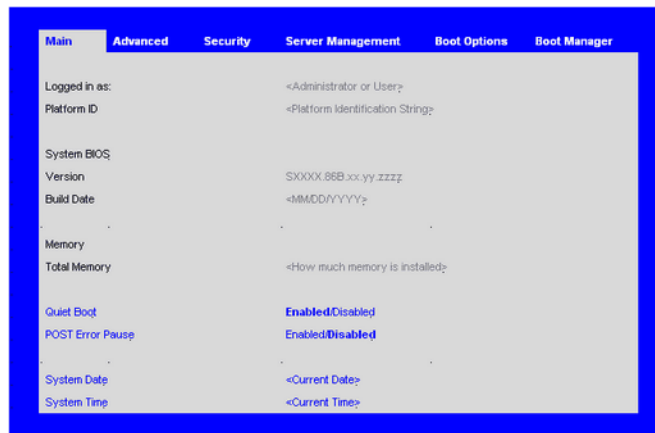 Main Advanced Security Server Management Boot Options Boot Manager
Logged in as: <Administrator or User>
Platform ID <Platform Identification String>
System BIOS
Version SXXXX.86B.xx.yy.zzzz
Build Date <MM/DD/YYYY>
Memory
Total Memory <How much memory is installed>
Quiet Boot Enabled/Disabled
POST Error Pause Enabled/Disabled
System Date <Current Date>
System Time <Current Time>